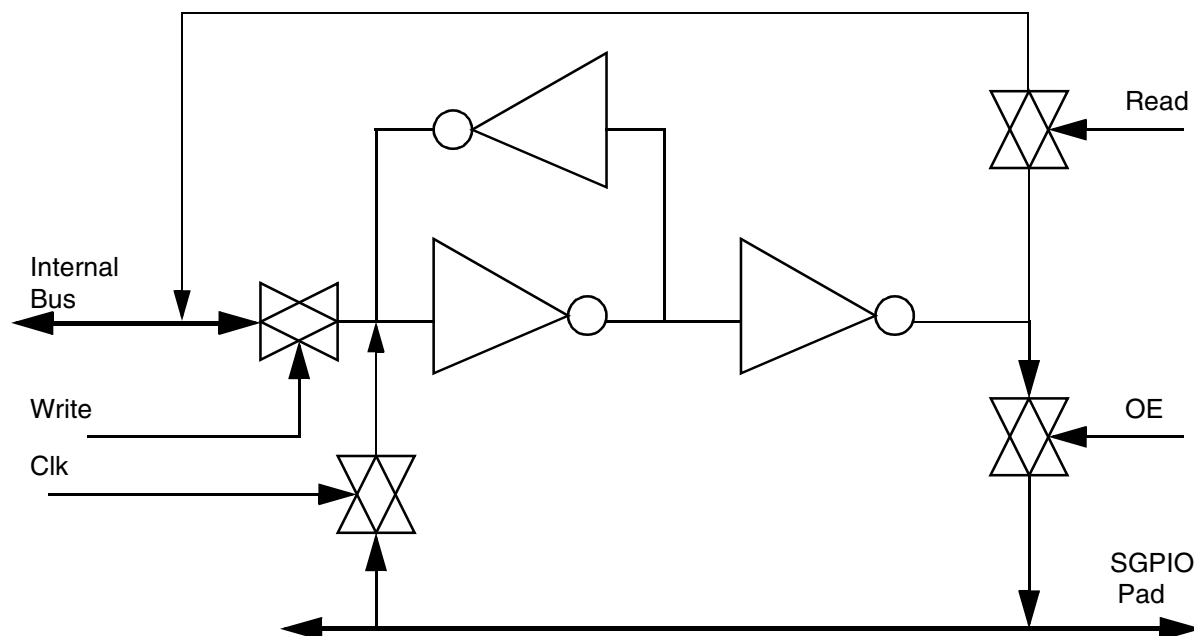 Read
Internal
Bus
Write
OE
Clk
SGPIO
Pad